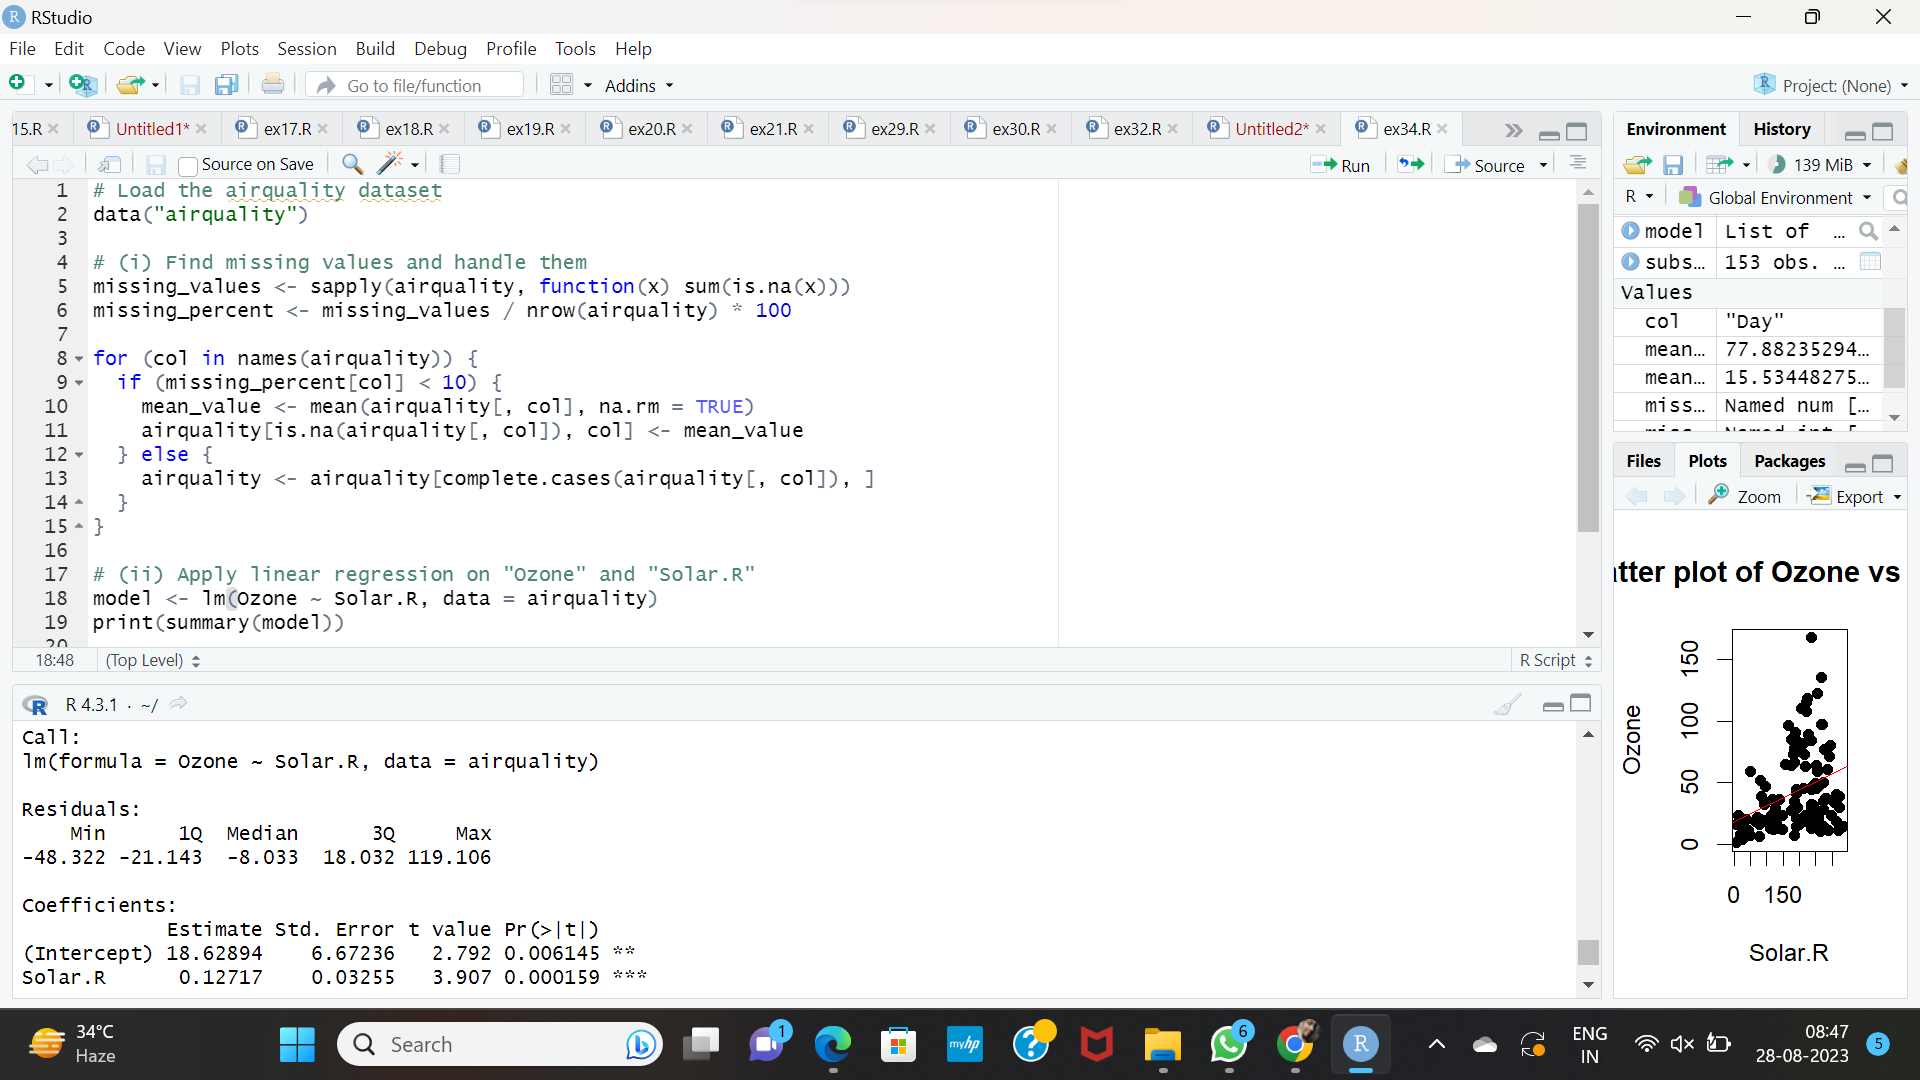 RStudio
File Edit Code View Plots Session Build Debug Profile Tools Help
Go to file/function Addins Project: (None)
15.R Untitled1* ex17.R ex18.R ex19.R ex20.R ex21.R ex29.R ex30.R ex32.R Untitled2* ex34.R
Source on Save Run Source
1 # Load the airquality dataset
2 data("airquality")
3
4 # (i) Find missing values and handle them
5 missing_values <- sapply(airquality, function(x) sum(is.na(x)))
6 missing_percent <- missing_values / nrow(airquality) * 100
7
8 for (col in names(airquality)) {
9   if (missing_percent[col] < 10) {
10     mean_value <- mean(airquality[, col], na.rm = TRUE)
11     airquality[is.na(airquality[, col]), col] <- mean_value
12   } else {
13     airquality <- airquality[complete.cases(airquality[, col]), ]
14   }
15 }
16
17 # (ii) Apply linear regression on "Ozone" and "Solar.R"
18 model <- lm(Ozone ~ Solar.R, data = airquality)
19 print(summary(model))
20
18:48 (Top Level) R Script
R 4.3.1 · ~/
Call:
lm(formula = Ozone ~ Solar.R, data = airquality)
Residuals:
    Min      1Q  Median      3Q     Max
-48.322 -21.143  -8.033  18.032 119.106
Coefficients:
            Estimate Std. Error t value Pr(>|t|)
(Intercept) 18.62894    6.67236   2.792 0.006145 **
Solar.R      0.12717    0.03255   3.907 0.000159 ***
Environment History
139 MiB
R Global Environment
model List of …
subs… 153 obs. …
Values
col "Day"
mean… 77.88235294…
mean… 15.53448275…
miss… Named num […
Files Plots Packages
Zoom Export
tter plot of Ozone vs
Ozone
150
100
50
0
0 150
Solar.R
34°C
Haze
Search
1
myhp
6
R
ENG
IN
08:47
28-08-2023
5